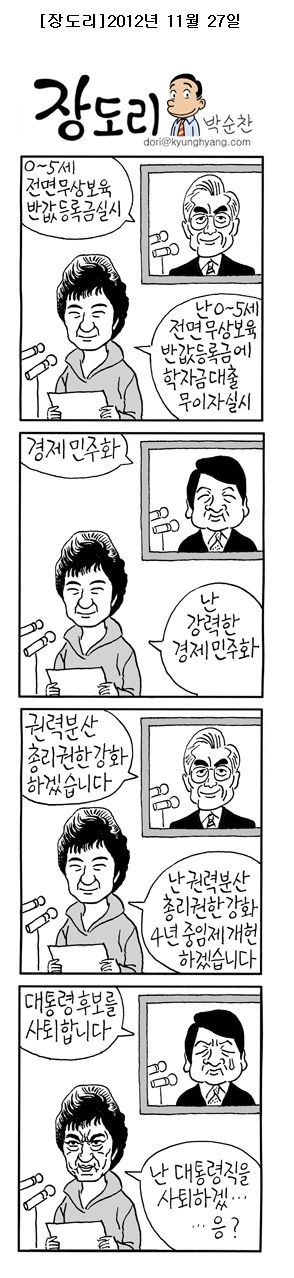 [장도리]2012년 11월 27일
장도리
박순찬
dori@kyunghyang.com
0~5세
전면무상보육
반값등록금실시
난 0~5세
전면무상보육
반값등록금에
학자금대출
무이자실시
경제민주화
난
강력한
경제민주화
권력분산
총리권한강화
하겠습니다
난 권력분산
총리권한강화
4년중임제개헌
하겠습니다
대통령후보를
사퇴합니다
난 대통령직을
사퇴하겠…
…응?